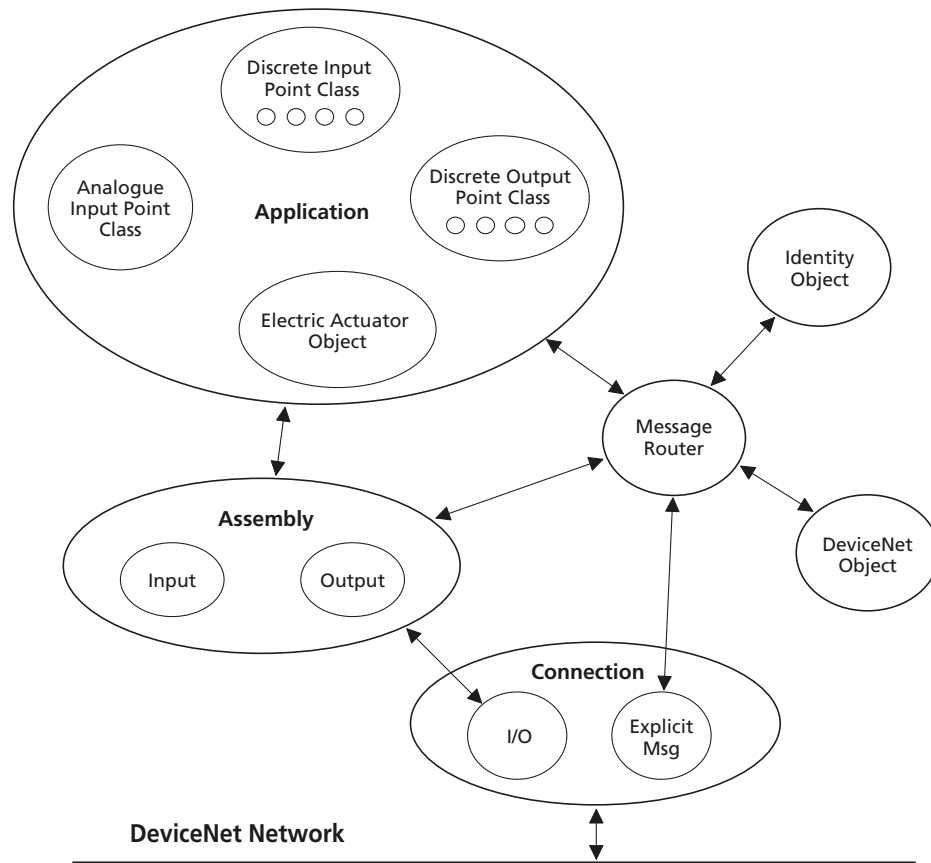 Discrete Input
Point Class
Analogue
Input Point
Class
Application
Discrete Output
Point Class
Electric Actuator
Object
Identity
Object
Message
Router
Assembly
Input
Output
DeviceNet
Object
Connection
I/O
Explicit
Msg
DeviceNet Network